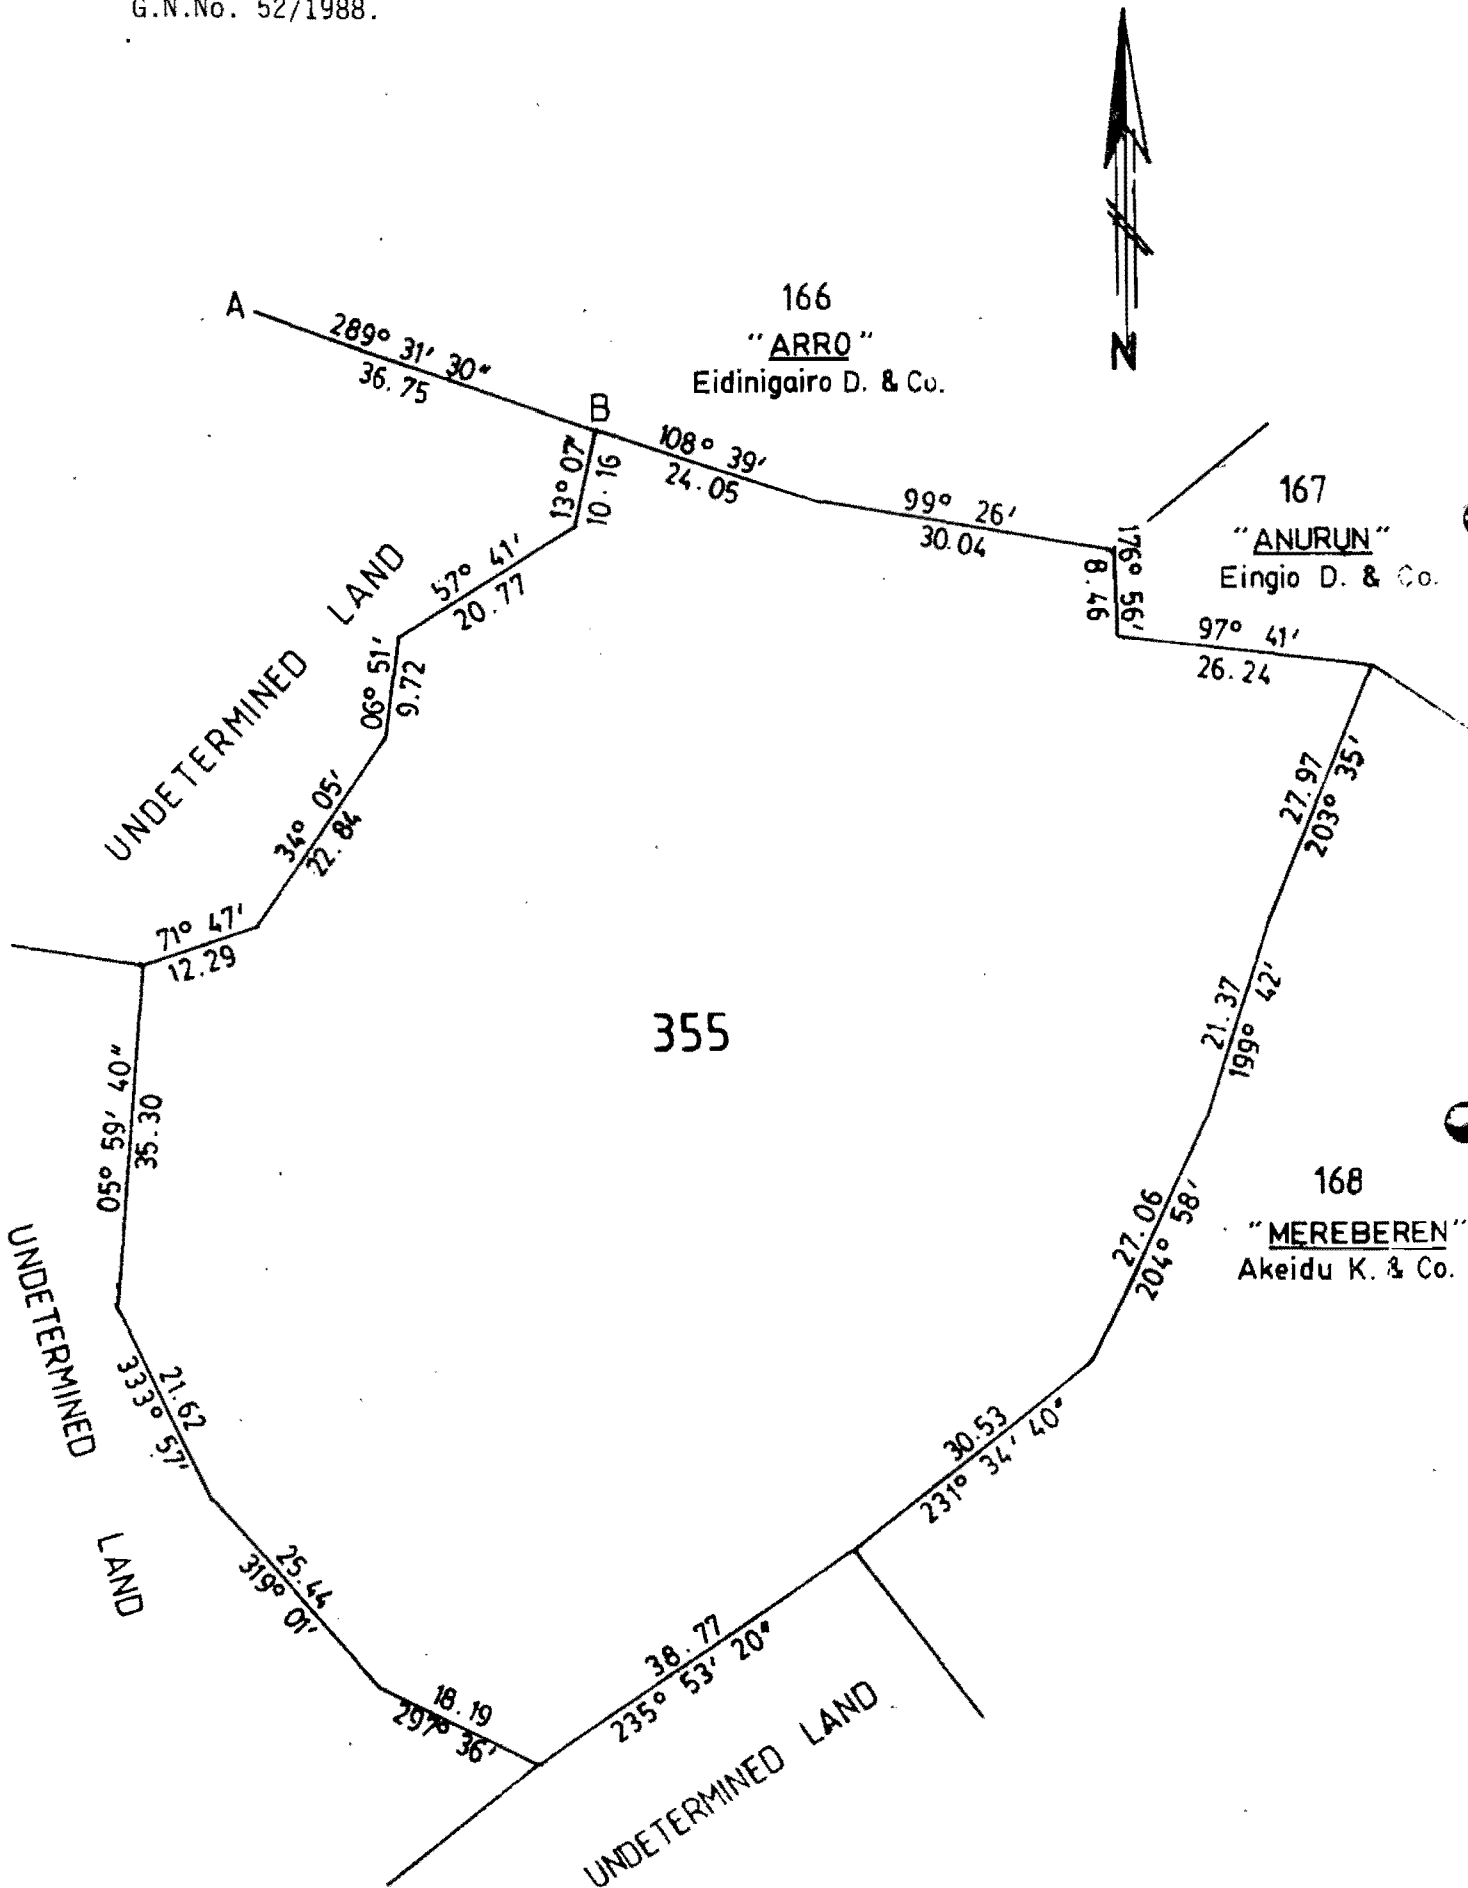 G.N.No. 52/1988.
N
166
"ARRO"
Eidinigairo D. & Co.
A
289° 31' 30"
36.75
B
108° 39'
24.05
99° 26'
30.04
167
"ANURUN"
Eingio D. & Co.
176° 56'
8.46
97° 41'
26.24
13° 07'
10.16
57° 41'
20.77
06° 51'
9.72
UNDETERMINED LAND
34° 05'
22.84
71° 47'
12.29
27.97
203° 35'
21.37
199° 42'
355
05° 59' 40"
35.30
168
"MEREBEREN"
Akeidu K. & Co.
27.06
204° 58'
UNDETERMINED LAND
21.62
333° 57'
30.53
231° 34' 40"
25.44
319° 01'
38.77
235° 53' 20"
18.19
297° 36'
UNDETERMINED LAND